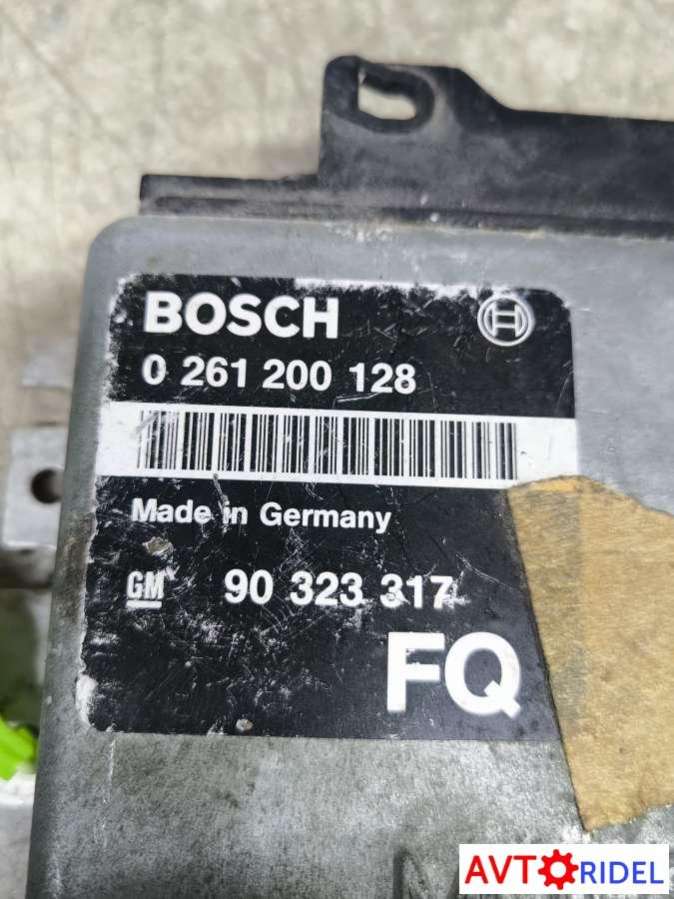 BOSCH
0 261 200 128
Made in Germany
GM 90 323 317
FQ
AVTORIDEL